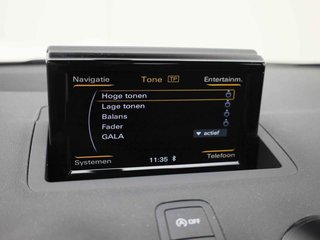 Navigatie Tone TP Entertainm.
Hoge tonen
Lage tonen
Balans
Fader
GALA actief
Systemen 11:35 Telefoon
OFF